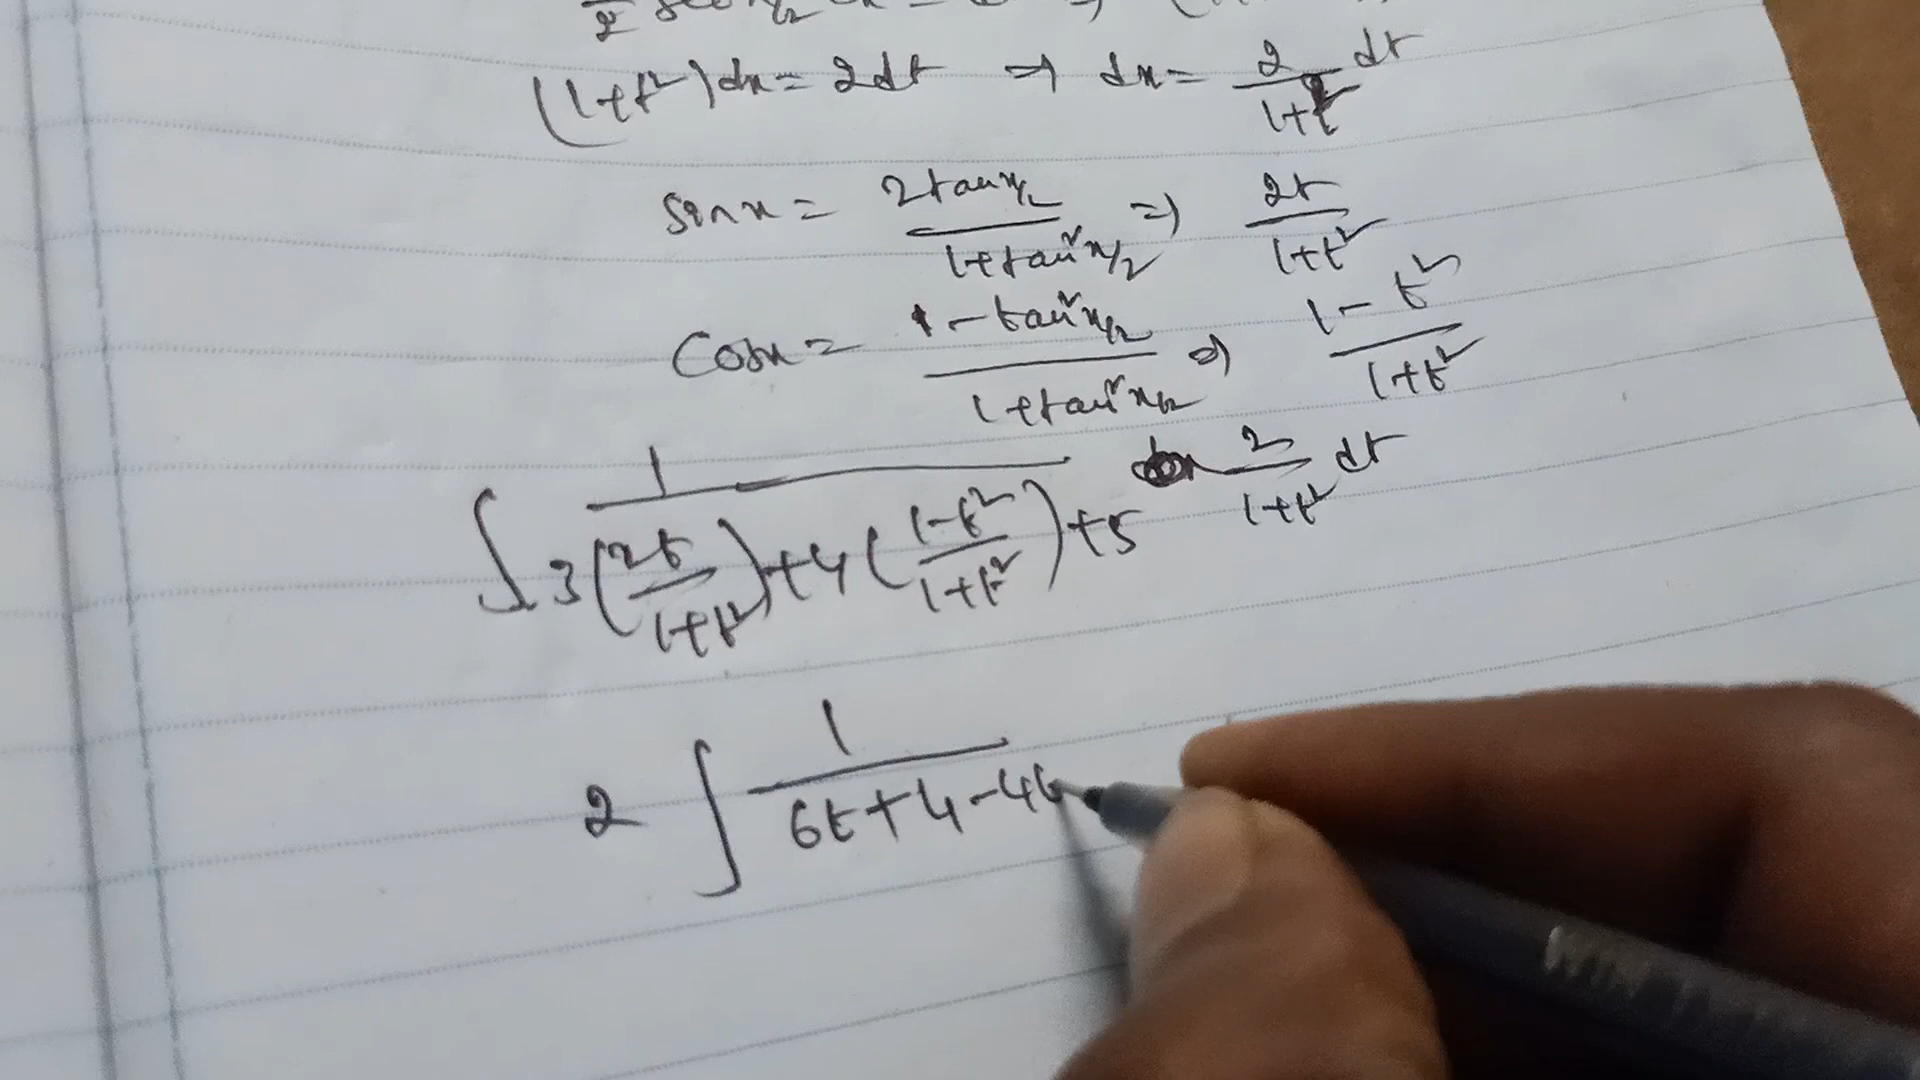 (1+t²)dx = 2dt ⇒ dx = 2/(1+t²) dt
sin x = 2tan x/2 / (1+tan² x/2) ⇒ 2t/(1+t²)
Cos x = (1-tan² x/2) / (1+tan² x/2) ⇒ (1-t²)/(1+t²)
∫ 1 / (3(2t/(1+t²)) + 4((1-t²)/(1+t²)) + 5) 2/(1+t²) dt
2 ∫ 1 / (6t+4-4t